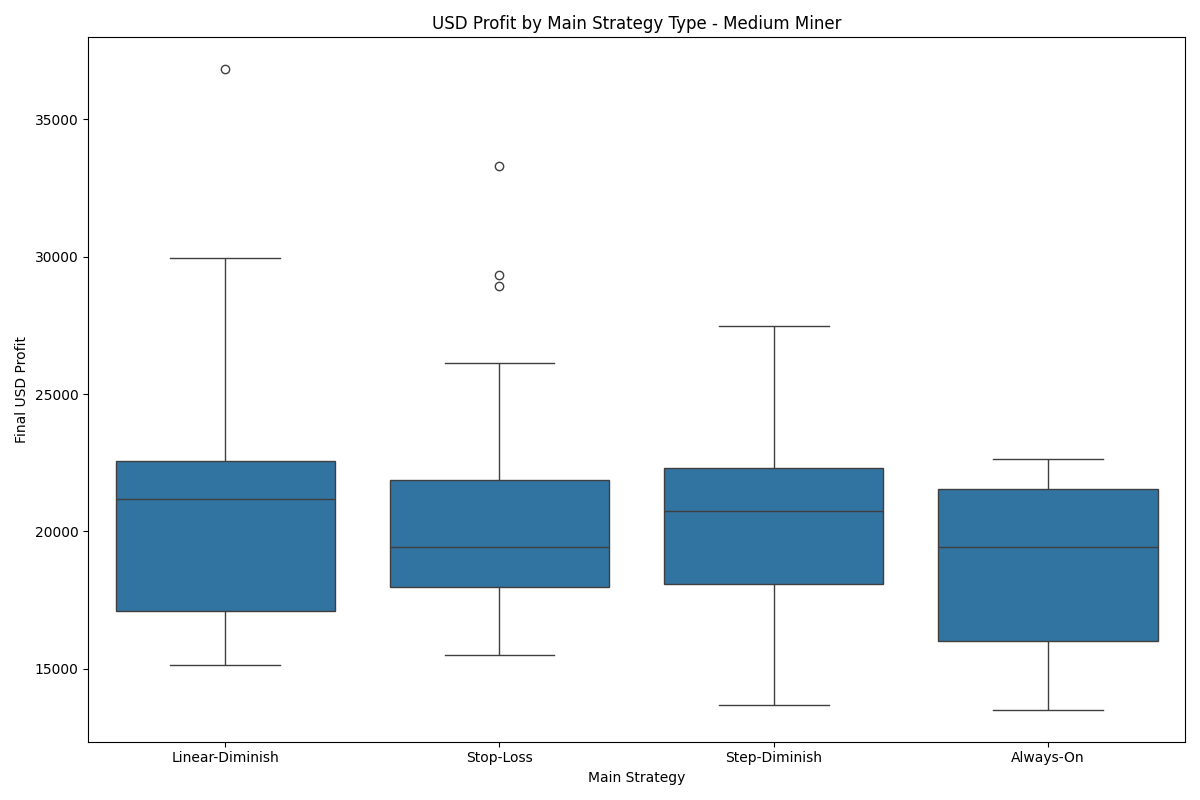 USD Profit by Main Strategy Type - Medium Miner
Final USD Profit
35000
30000
25000
20000
15000
Linear-Diminish
Stop-Loss
Step-Diminish
Always-On
Main Strategy